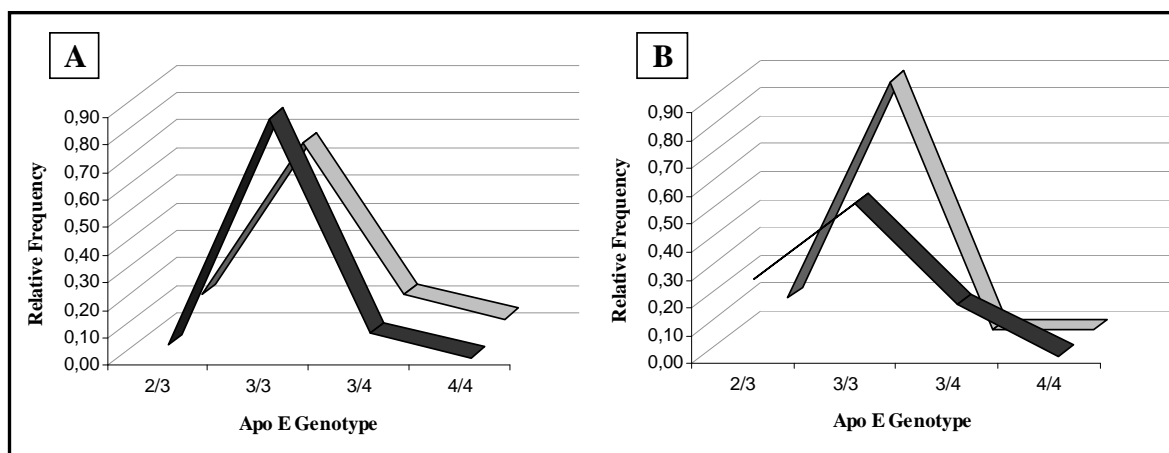 A
0,90
0,80
0,70
0,60
0,50
0,40
0,30
0,20
0,10
0,00
Relative Frequency
2/3 3/3 3/4 4/4
Apo E Genotype
B
0,90
0,80
0,70
0,60
0,50
0,40
0,30
0,20
0,10
0,00
Relative Frequency
2/3 3/3 3/4 4/4
Apo E Genotype